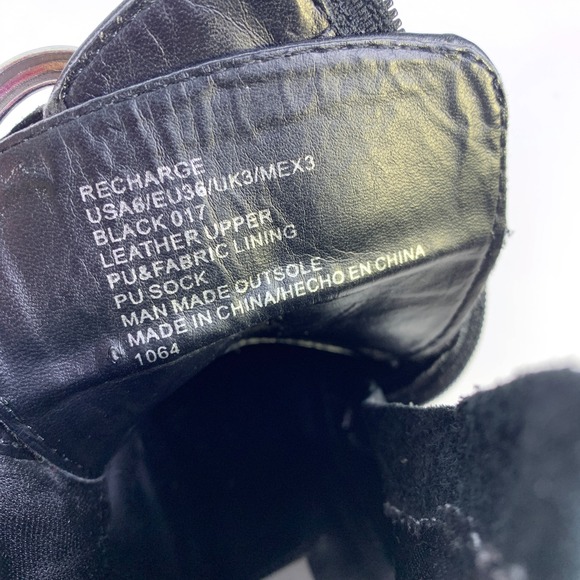 RECHARGE
USA6/EU36/UK3/MEX3
BLACK 017
LEATHER UPPER
PU&FABRIC LINING
PU SOCK
MAN MADE OUTSOLE
MADE IN CHINA/HECHO EN CHINA
1064